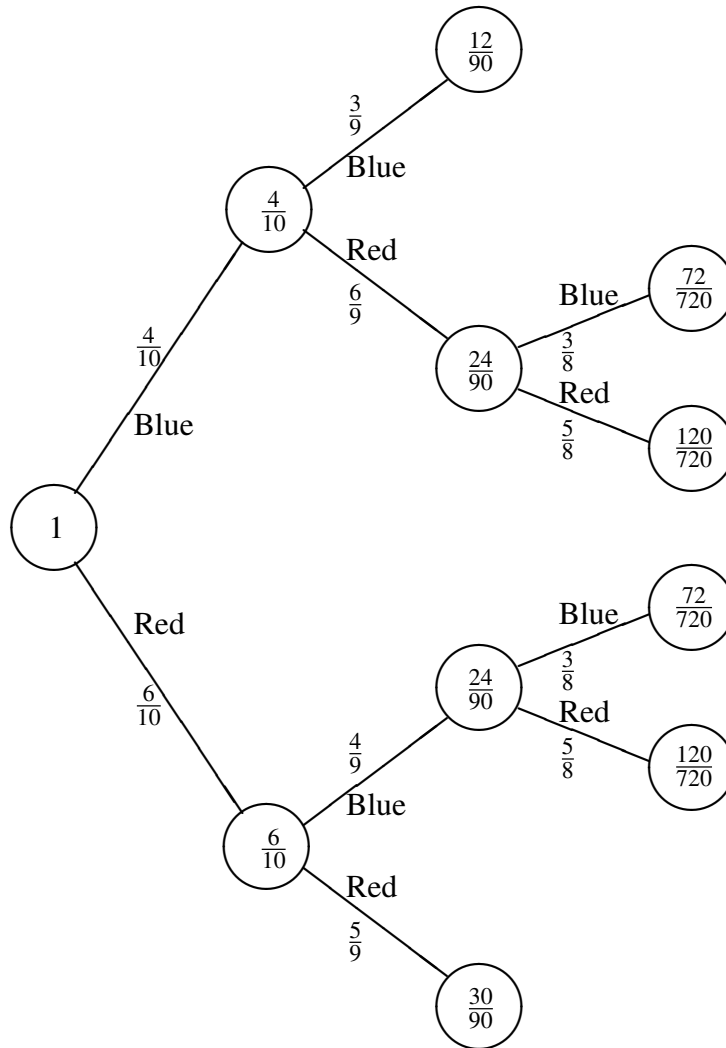 12/90
3/9
Blue
4/10
Red
6/9
Blue
72/720
3/8
24/90
Red
5/8
120/720
4/10
Blue
1
Red
6/10
Blue
72/720
3/8
24/90
Red
5/8
120/720
4/9
Blue
6/10
Red
5/9
30/90